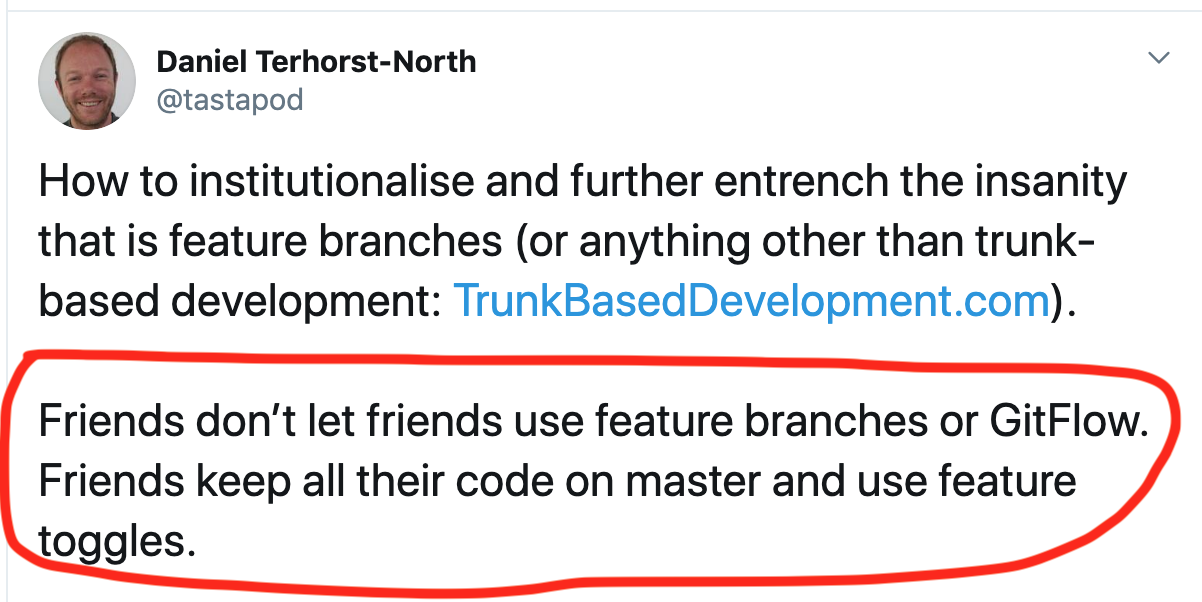 Daniel Terhorst-North
@tastapod
How to institutionalise and further entrench the insanity
that is feature branches (or anything other than trunk-
based development: TrunkBasedDevelopment.com).
Friends don’t let friends use feature branches or GitFlow.
Friends keep all their code on master and use feature
toggles.